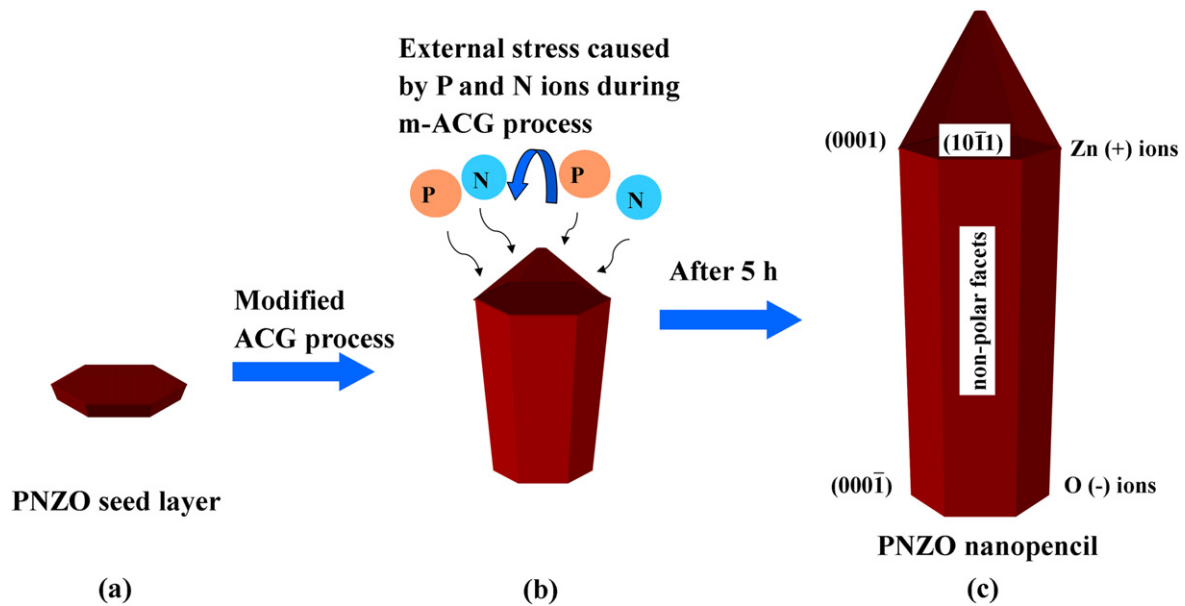 External stress caused
by P and N ions during
m-ACG process
P
N
P
N
Modified
ACG process
After 5 h
(0001)
(101̄1)
Zn (+) ions
non-polar facets
(0001̄)
O (-) ions
PNZO seed layer
PNZO nanopencil
(a)
(b)
(c)